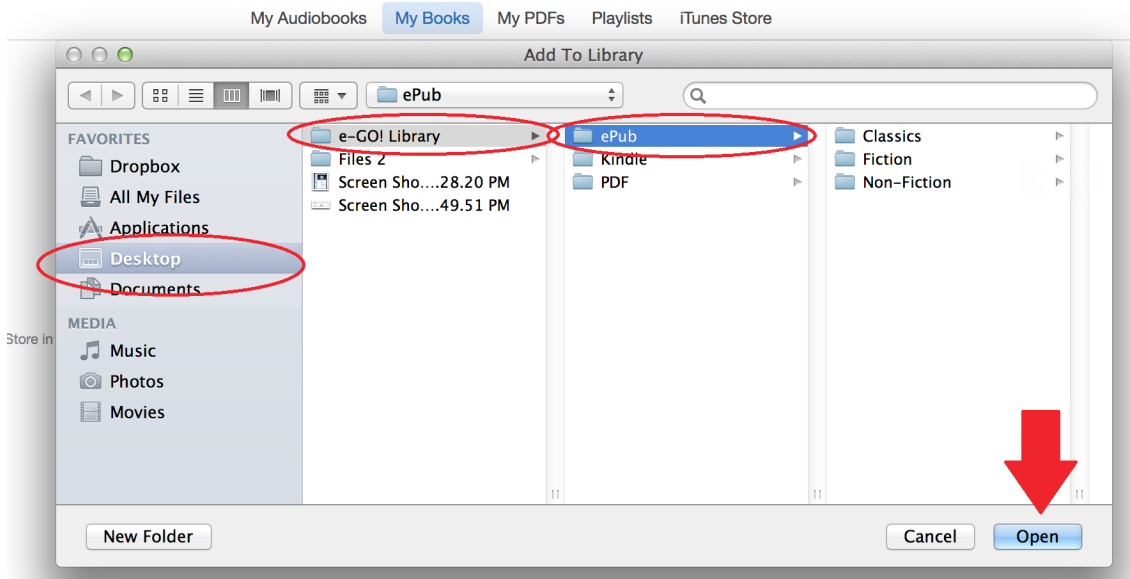 My Audiobooks My Books My PDFs Playlists iTunes Store
Add To Library
ePub
FAVORITES
Dropbox
All My Files
Applications
Desktop
Documents
MEDIA
Music
Photos
Movies
e-GO! Library
Files 2
Screen Sho....28.20 PM
Screen Sho....49.51 PM
ePub
Kindle
PDF
Classics
Fiction
Non-Fiction
Store in
New Folder
Cancel
Open